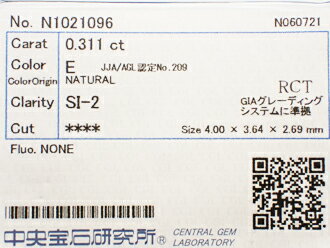 No. N1021096 N060721
Carat 0.311 ct
Color E JJA/AGL認定No.209
ColorOrigin NATURAL
RCT
Clarity SI-2 GIAグレーディング
システムに準拠
Cut ****
Size 4.00 × 3.64 × 2.69 mm
Fluo. NONE
中央宝石研究所® CENTRAL GEM
LABORATORY